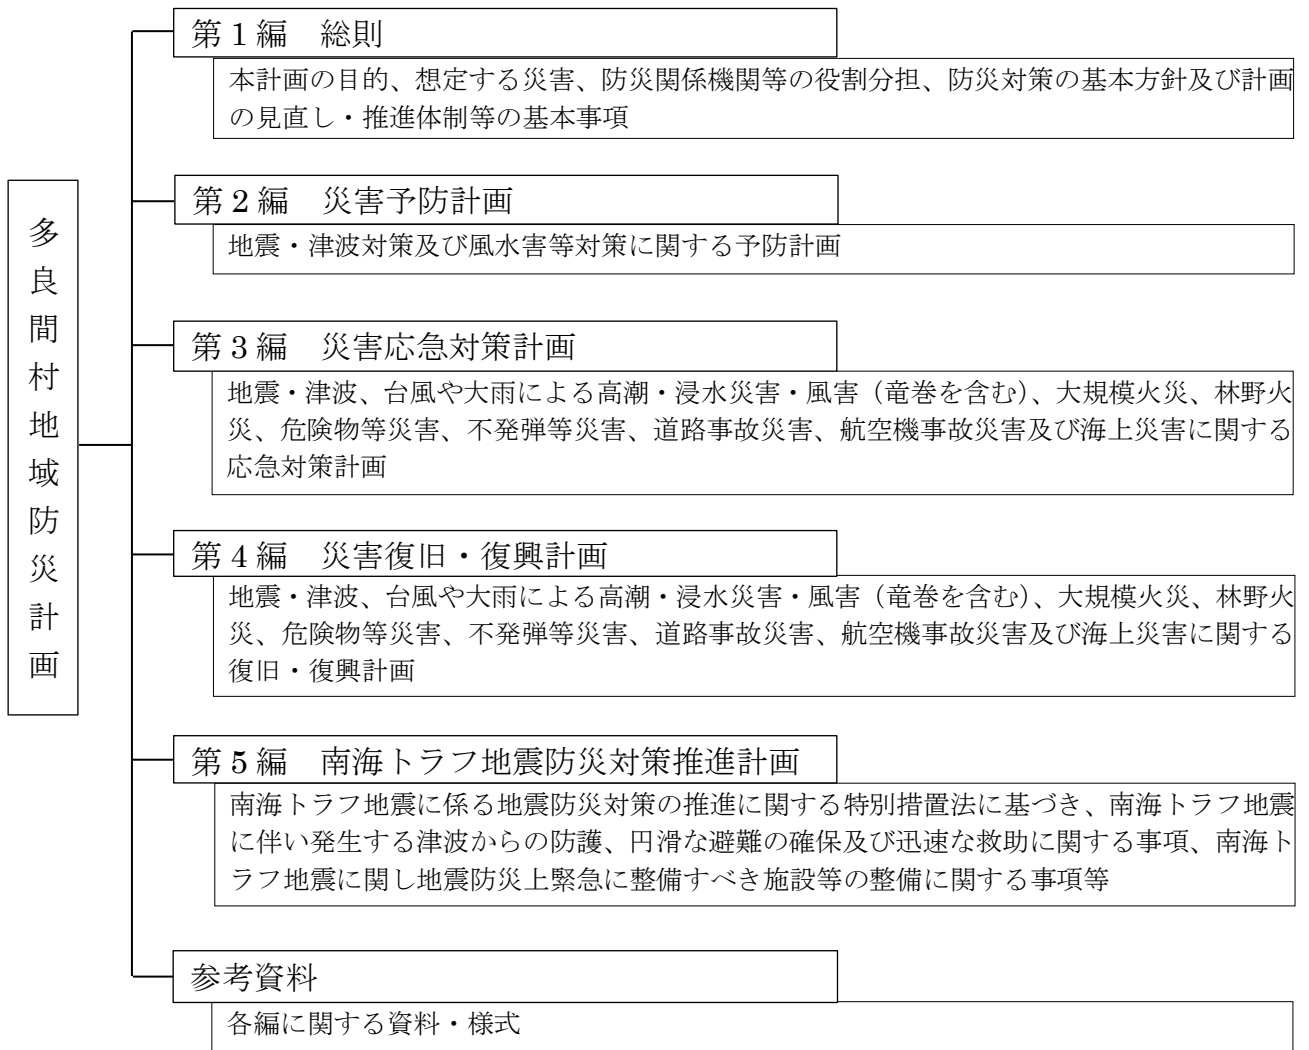 多良間村地域防災計画
第1編 総則
本計画の目的、想定する災害、防災関係機関等の役割分担、防災対策の基本方針及び計画
の見直し・推進体制等の基本事項
第2編 災害予防計画
地震・津波対策及び風水害等対策に関する予防計画
第3編 災害応急対策計画
地震・津波、台風や大雨による高潮・浸水災害・風害（竜巻を含む）、大規模火災、林野火
災、危険物等災害、不発弾等災害、道路事故災害、航空機事故災害及び海上災害に関する
応急対策計画
第4編 災害復旧・復興計画
地震・津波、台風や大雨による高潮・浸水災害・風害（竜巻を含む）、大規模火災、林野火
災、危険物等災害、不発弾等災害、道路事故災害、航空機事故災害及び海上災害に関する
復旧・復興計画
第5編 南海トラフ地震防災対策推進計画
南海トラフ地震に係る地震防災対策の推進に関する特別措置法に基づき、南海トラフ地震
に伴い発生する津波からの防護、円滑な避難の確保及び迅速な救助に関する事項、南海ト
ラフ地震に関し地震防災上緊急に整備すべき施設等の整備に関する事項等
参考資料
各編に関する資料・様式